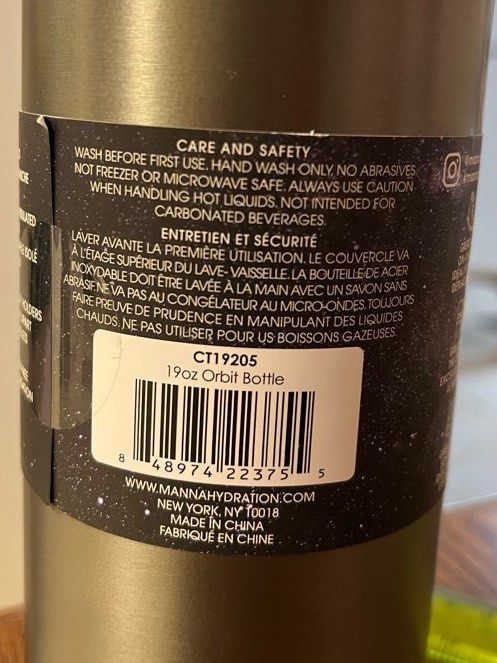 CARE AND SAFETY
WASH BEFORE FIRST USE. HAND WASH ONLY, NO ABRASIVES.
NOT FREEZER OR MICROWAVE SAFE. ALWAYS USE CAUTION
WHEN HANDLING HOT LIQUIDS. NOT INTENDED FOR
CARBONATED BEVERAGES.
ENTRETIEN ET SÉCURITÉ
LAVER AVANTE LA PREMIÈRE UTILISATION. LE COUVERCLE VA
À L'ÉTAGE SUPÉRIEUR DU LAVE- VAISSELLE. LA BOUTEILLE DE ACIER
INOXYDABLE DOIT ÊTRE LAVÉE À LA MAIN AVEC UN SAVON SANS
ABRASIF. NE VA PAS AU CONGÉLATEUR AU MICRO-ONDES. TOUJOURS
FAIRE PREUVE DE PRUDENCE EN MANIPULANT DES LIQUIDES
CHAUDS. NE PAS UTILISER POUR US BOISSONS GAZEUSES.
CT19205
19oz Orbit Bottle
8 48974 22375 5
WWW.MANNAHYDRATION.COM
NEW YORK, NY 10018
MADE IN CHINA
FABRIQUÉ EN CHINE